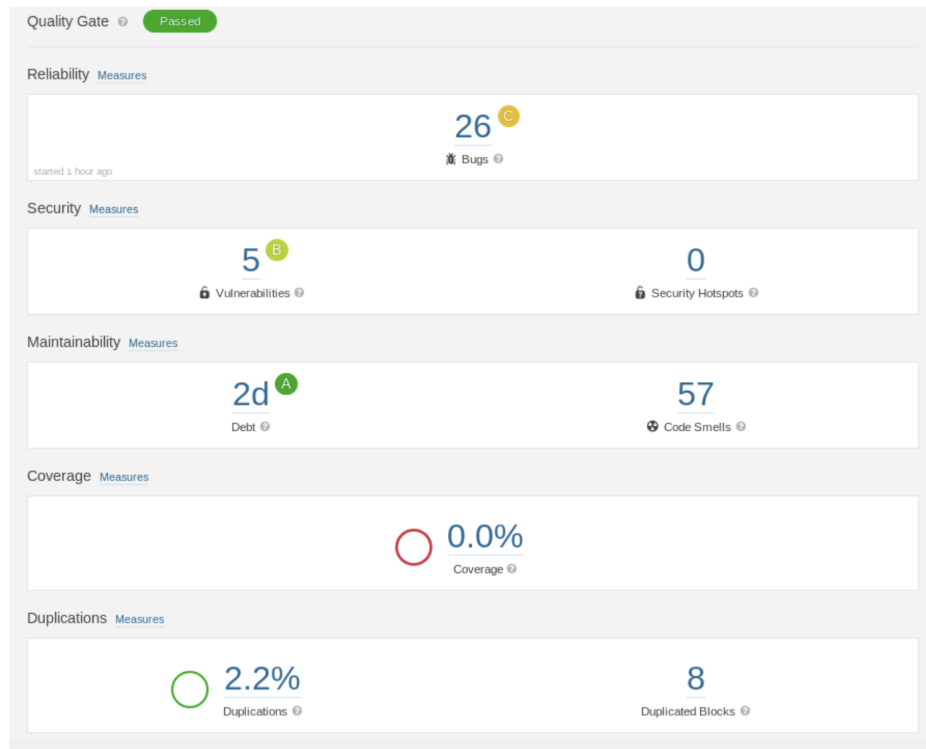 Quality Gate ? Passed
Reliability Measures
26 C
Bugs ?
started 1 hour ago
Security Measures
5 B 0
Vulnerabilities ? Security Hotspots ?
Maintainability Measures
2d A 57
Debt ? Code Smells ?
Coverage Measures
0.0%
Coverage ?
Duplications Measures
2.2% 8
Duplications ? Duplicated Blocks ?